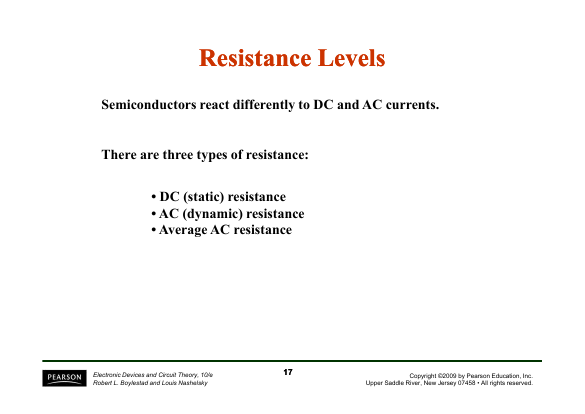 Resistance Levels
Semiconductors react differently to DC and AC currents.
There are three types of resistance:
• DC (static) resistance
• AC (dynamic) resistance
• Average AC resistance
PEARSON
Electronic Devices and Circuit Theory, 10/e
Robert L. Boylestad and Louis Nashelsky
17
Copyright ©2009 by Pearson Education, Inc.
Upper Saddle River, New Jersey 07458 • All rights reserved.